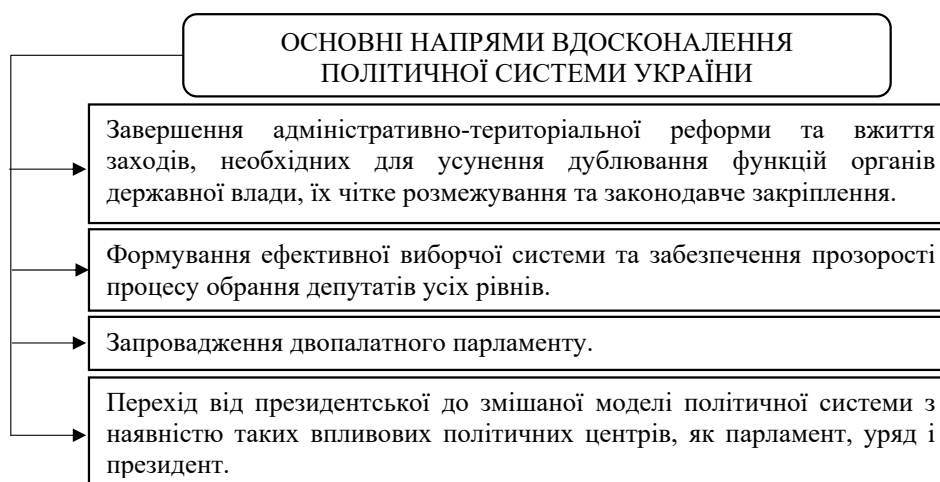 ОСНОВНІ НАПРЯМИ ВДОСКОНАЛЕННЯ
ПОЛІТИЧНОЇ СИСТЕМИ УКРАЇНИ
Завершення адміністративно-територіальної реформи та вжиття
заходів, необхідних для усунення дублювання функцій органів
державної влади, їх чітке розмежування та законодавче закріплення.
Формування ефективної виборчої системи та забезпечення прозорості
процесу обрання депутатів усіх рівнів.
Запровадження двопалатного парламенту.
Перехід від президентської до змішаної моделі політичної системи з
наявністю таких впливових політичних центрів, як парламент, уряд і
президент.